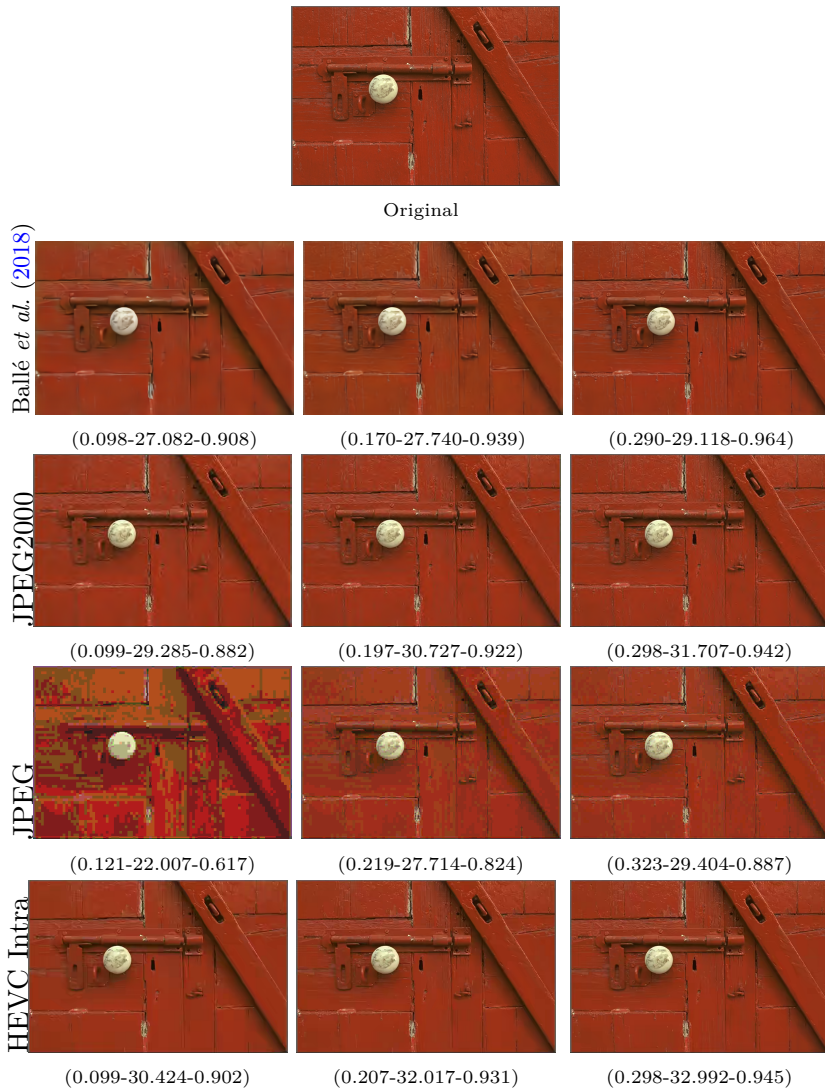 Original
Ballé et al. (2018)
(0.098-27.082-0.908) (0.170-27.740-0.939) (0.290-29.118-0.964)
JPEG2000
(0.099-29.285-0.882) (0.197-30.727-0.922) (0.298-31.707-0.942)
JPEG
(0.121-22.007-0.617) (0.219-27.714-0.824) (0.323-29.404-0.887)
HEVC Intra
(0.099-30.424-0.902) (0.207-32.017-0.931) (0.298-32.992-0.945)